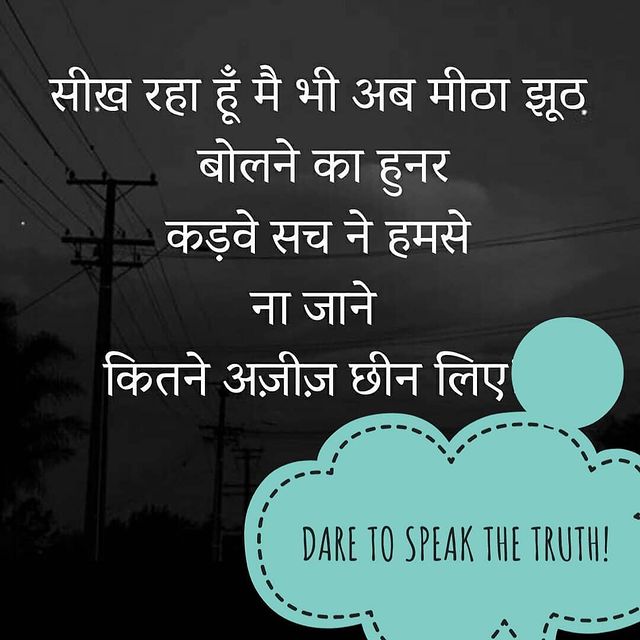 सीख़ रहा हूँ मै भी अब मीठा झूठ़
बोलने का हुनर
कड़वे सच ने हमसे
ना जाने
कितने अज़ीज़ छीन लिए
DARE TO SPEAK THE TRUTH!